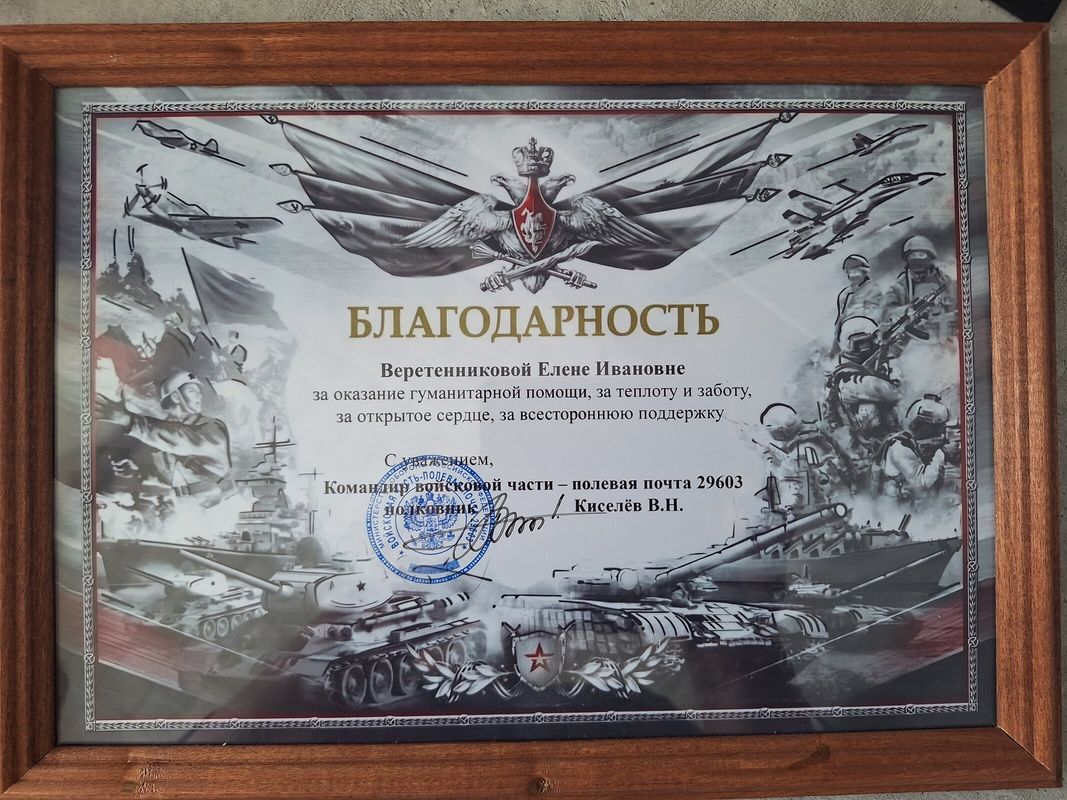 БЛАГОДАРНОСТЬ
Веретенниковой Елене Ивановне
за оказание гуманитарной помощи, за теплоту и заботу,
за открытое сердце, за всестороннюю поддержку
С уважением,
Командир войсковой части – полевая почта 29603
полковник Киселёв В.Н.